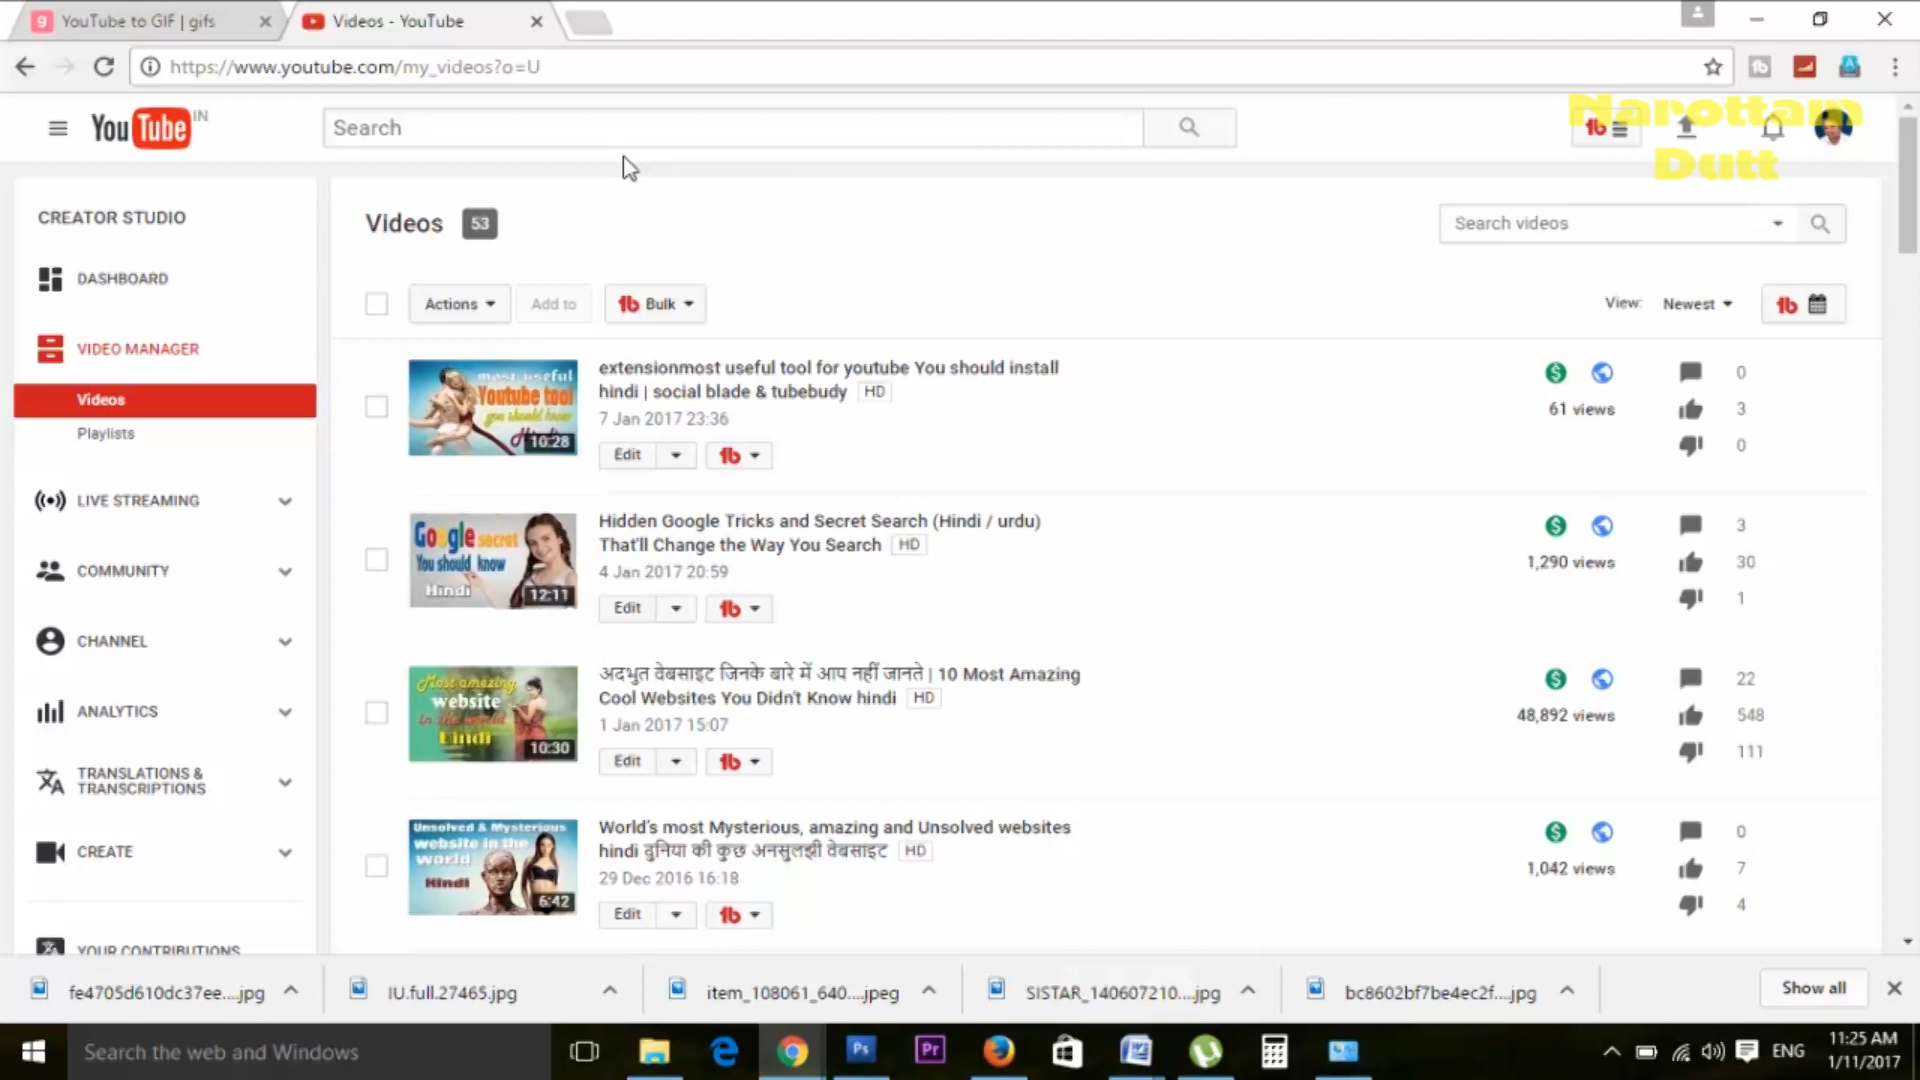 YouTube to GIF | gifs
Videos - YouTube
https://www.youtube.com/my_videos?o=U
YouTube IN
Search
Narottam
Dutt
CREATOR STUDIO
DASHBOARD
VIDEO MANAGER
Videos
Playlists
LIVE STREAMING
COMMUNITY
CHANNEL
ANALYTICS
TRANSLATIONS &
TRANSCRIPTIONS
CREATE
YOUR CONTRIBUTIONS
Videos 53
Search videos
Actions
Add to
Bulk
View: Newest
most useful
Youtube tool
you should know
Hindi
10:28
extensionmost useful tool for youtube You should install
hindi | social blade & tubebudy HD
7 Jan 2017 23:36
Edit
61 views
0
3
0
Google secret
You should know
Hindi
12:11
Hidden Google Tricks and Secret Search (Hindi / urdu)
That'll Change the Way You Search HD
4 Jan 2017 20:59
Edit
1,290 views
3
30
1
Most amazing
website
in the world
hindi
10:30
अदभुत वेबसाइट जिनके बारे में आप नहीं जानते | 10 Most Amazing
Cool Websites You Didn't Know hindi HD
1 Jan 2017 15:07
Edit
48,892 views
22
548
111
Unsolved & Mysterious
website in the
world
Hindi
6:42
World's most Mysterious, amazing and Unsolved websites
hindi दुनिया की कुछ अनसुलझी वेबसाइट HD
29 Dec 2016 16:18
Edit
1,042 views
0
7
4
fe4705d610dc37ee....jpg
IU.full.27465.jpg
item_108061_640....jpeg
SISTAR_140607210....jpg
bc8602bf7be4ec2f....jpg
Show all
Search the web and Windows
Ps
Pr
ENG
11:25 AM
1/11/2017